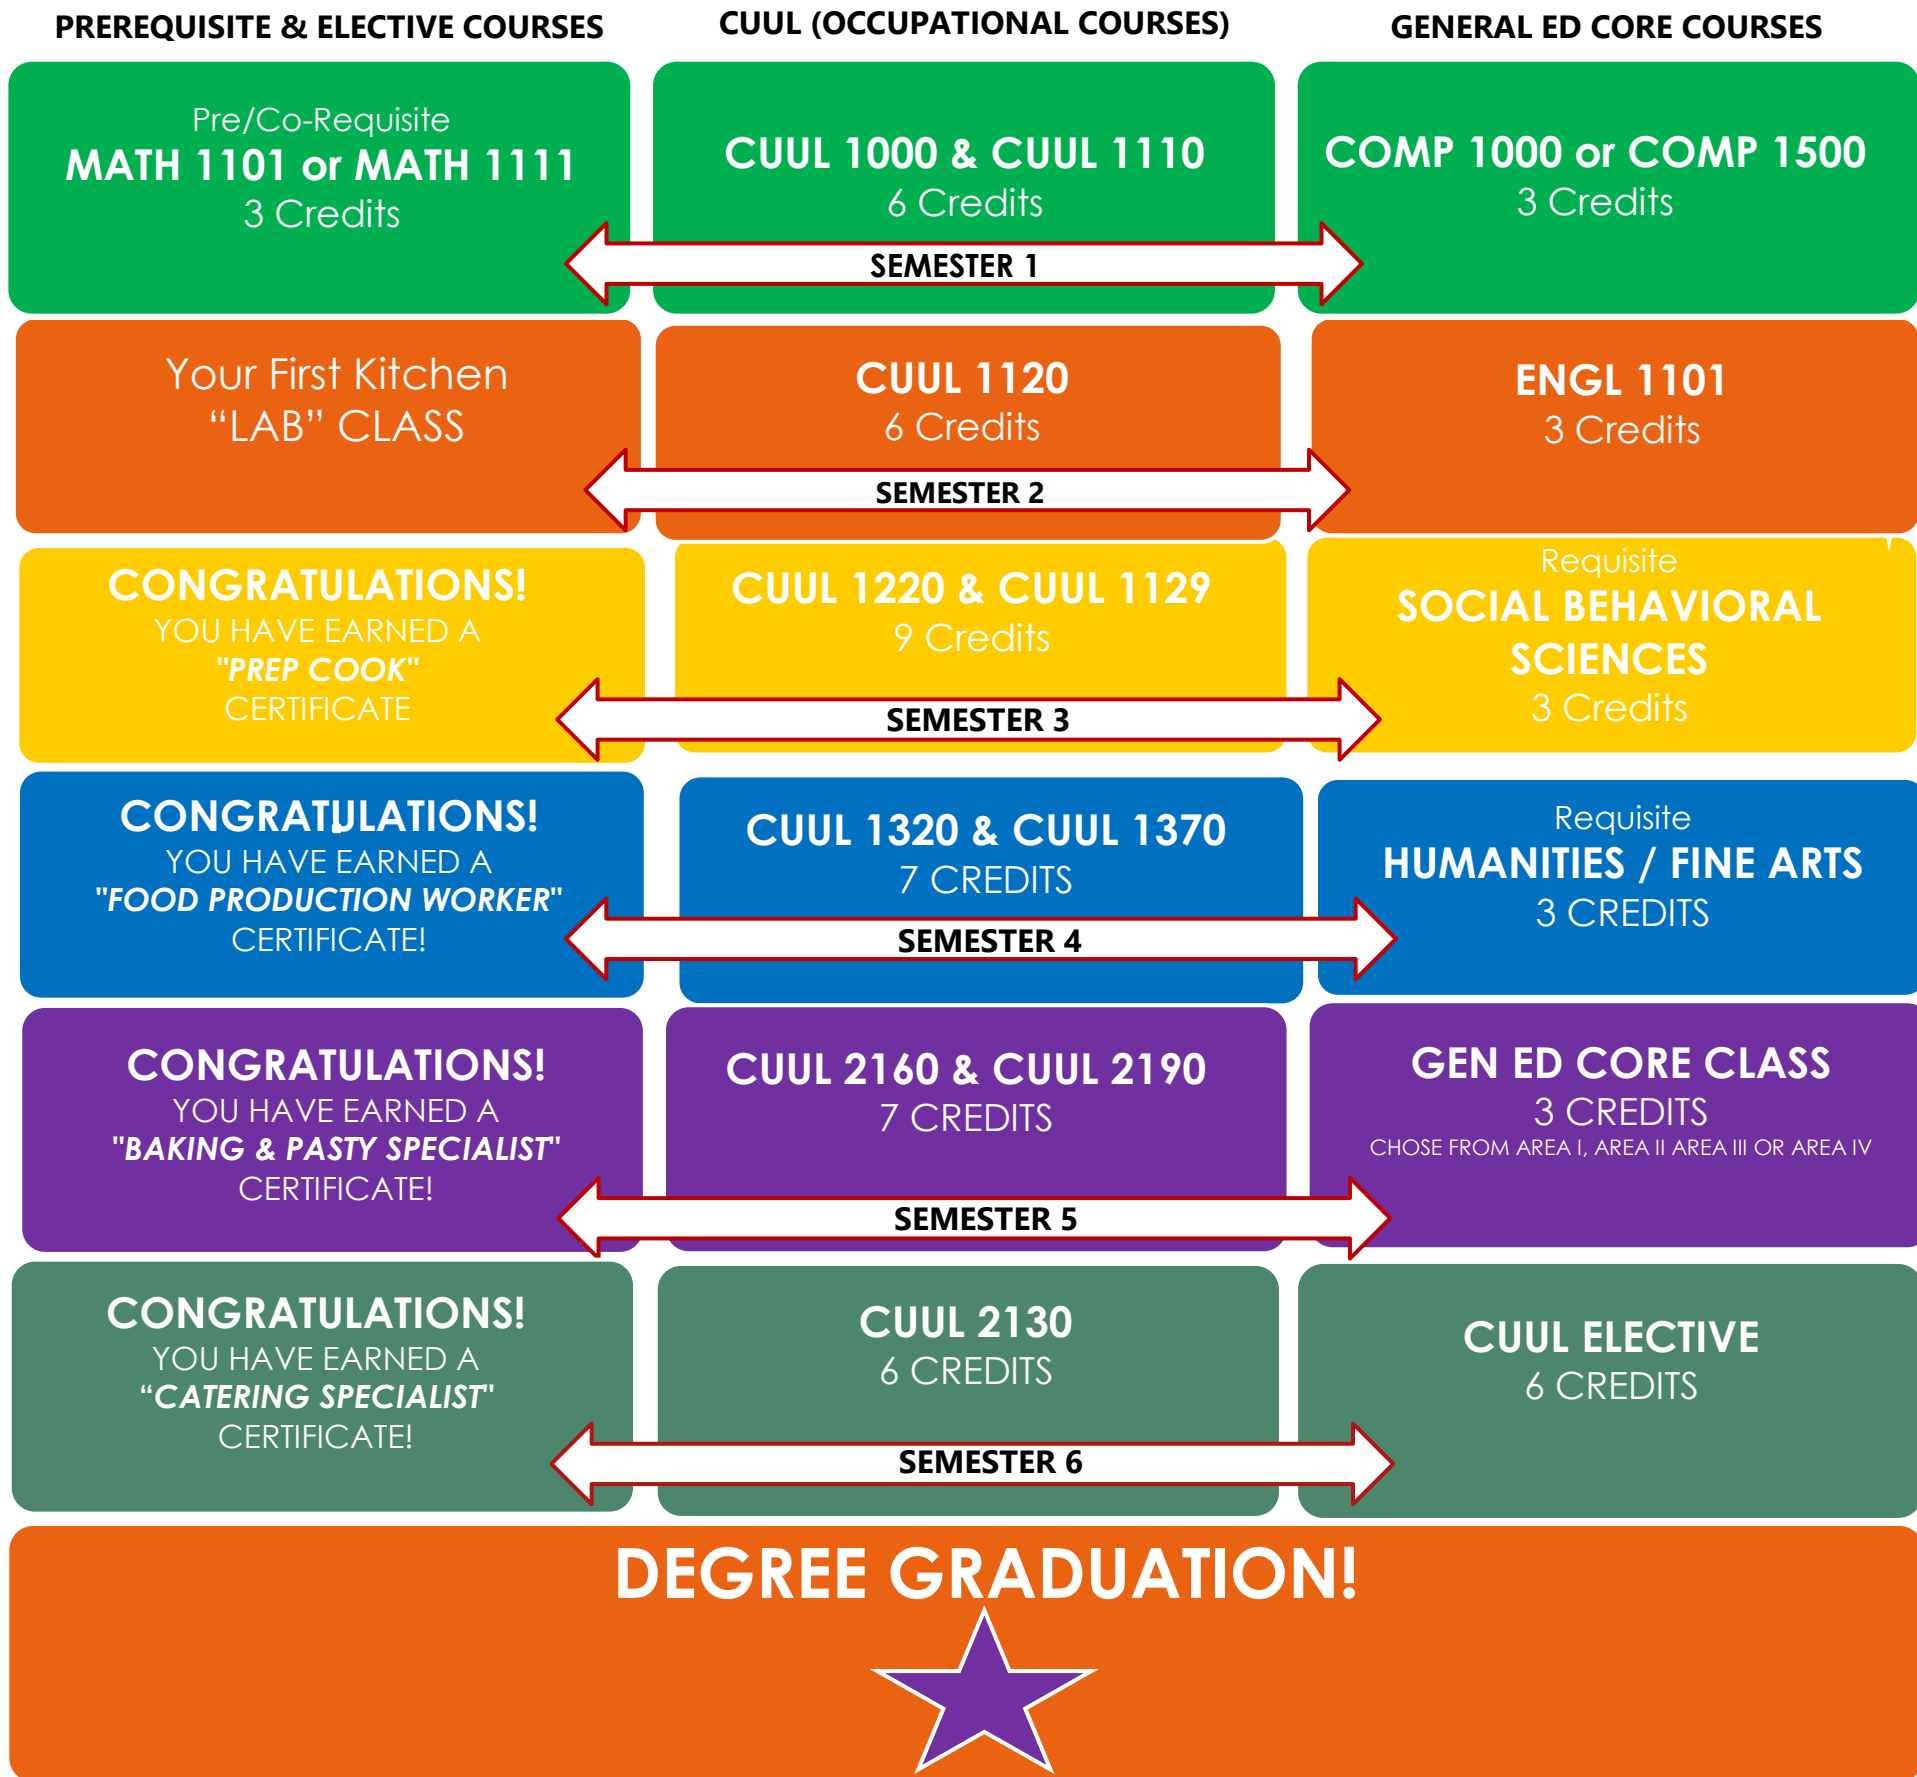 PREREQUISITE & ELECTIVE COURSES
CUUL (OCCUPATIONAL COURSES)
GENERAL ED CORE COURSES
Pre/Co-Requisite
MATH 1101 or MATH 1111
3 Credits
CUUL 1000 & CUUL 1110
6 Credits
COMP 1000 or COMP 1500
3 Credits
SEMESTER 1
Your First Kitchen
“LAB” CLASS
CUUL 1120
6 Credits
ENGL 1101
3 Credits
SEMESTER 2
CONGRATULATIONS!
YOU HAVE EARNED A
"PREP COOK"
CERTIFICATE
CUUL 1220 & CUUL 1129
9 Credits
Requisite
SOCIAL BEHAVIORAL
SCIENCES
3 Credits
SEMESTER 3
CONGRATULATIONS!
YOU HAVE EARNED A
"FOOD PRODUCTION WORKER"
CERTIFICATE!
CUUL 1320 & CUUL 1370
7 CREDITS
Requisite
HUMANITIES / FINE ARTS
3 CREDITS
SEMESTER 4
CONGRATULATIONS!
YOU HAVE EARNED A
"BAKING & PASTY SPECIALIST"
CERTIFICATE!
CUUL 2160 & CUUL 2190
7 CREDITS
GEN ED CORE CLASS
3 CREDITS
CHOSE FROM AREA I, AREA II AREA III OR AREA IV
SEMESTER 5
CONGRATULATIONS!
YOU HAVE EARNED A
“CATERING SPECIALIST"
CERTIFICATE!
CUUL 2130
6 CREDITS
CUUL ELECTIVE
6 CREDITS
SEMESTER 6
DEGREE GRADUATION!